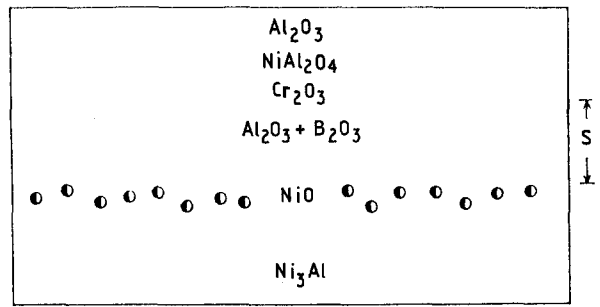 Al₂O₃
NiAl₂O₄
Cr₂O₃
Al₂O₃ + B₂O₃
S
NiO
Ni₃Al